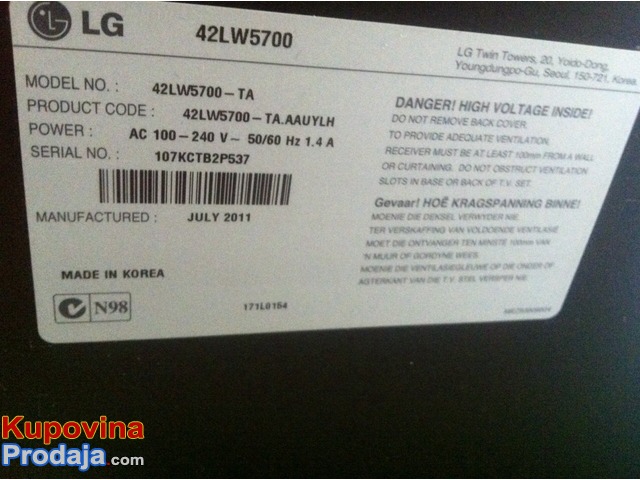 LG 42LW5700
LG Twin Towers, 20, Yoido-Dong,
Youngdungpo-Gu, Seoul, 150-721, Korea.
MODEL NO. : 42LW5700-TA
PRODUCT CODE : 42LW5700-TA.AAUYLH
POWER : AC 100-240 V~ 50/60 Hz 1.4 A
SERIAL NO. : 107KCTB2P537
MANUFACTURED : JULY 2011
MADE IN KOREA
N98
171L0154
DANGER! HIGH VOLTAGE INSIDE!
DO NOT REMOVE BACK COVER.
TO PROVIDE ADEQUATE VENTILATION,
RECEIVER MUST BE AT LEAST 100mm FROM A WALL
OR CURTAINING. DO NOT OBSTRUCT VENTILATION
SLOTS IN BASE OR BACK OF T.V. SET.
Gevaar! HOË KRAGSPANNING BINNE!
MOENIE DIE DEKSEL VERWYDER NIE.
TER VERSKAFFING VAN VOLDOENDE VENTILASIE
MOET DIE ONTVANGER TEN MINSTE 100mm VAN
'N MUUR OF GORDYNE WEES.
MOENIE DIE VENTILASIEGLEUWE OP DIE ONDER OF
AGTERKANT VAN DIE T.V. STEL VERSPER NIE.
Kupovina
Prodaja.com